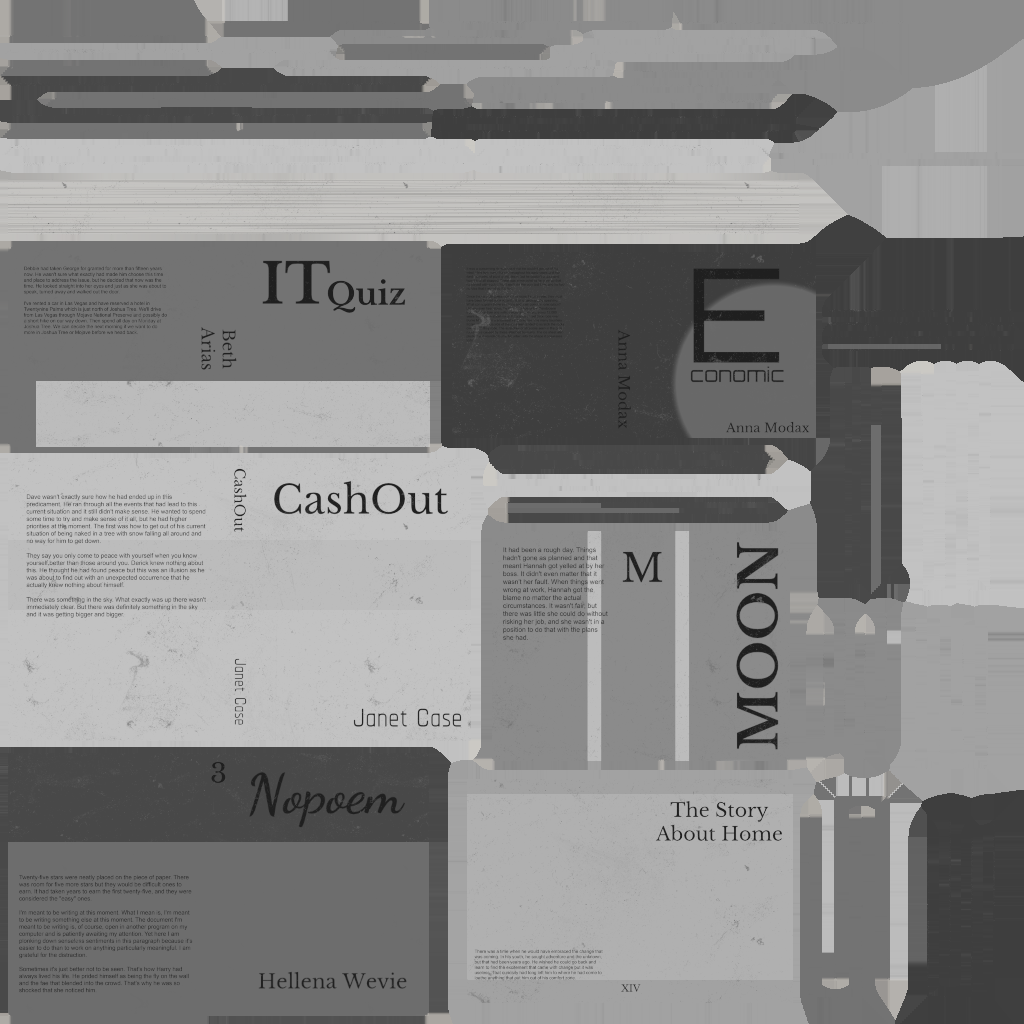 IT Quiz
Beth
Arias
E
conomic
Anna Modax
Anna Modax
CashOut
CashOut
Dave wasn't exactly sure how he had ended up in this
predicament. He ran through all the events that had lead to this
current situation and it still didn't make sense. He wanted to spend
some time to try and make sense of it all, but he had higher
priorities at the moment. The first was how to get out of his current
situation of being naked in a tree with snow falling all around and
no way for him to get down.
They say you only come to peace with yourself when you know
yourself better than those around you. Derick knew nothing about
this. He thought he had found peace but this was an illusion as he
was about to find out with an unexpected occurrence that he
actually knew nothing about himself.
There was something in the sky. What exactly was up there wasn't
immediately clear. But there was definitely something in the sky
and it was getting bigger and bigger.
Janet Case
Janet Case
It had been a rough day. Things
hadn't gone as planned and that
meant Hannah got yelled at by her
boss. It didn't even matter that it
wasn't her fault. When things went
wrong at work, Hannah got the
blame no matter the actual
circumstances. It wasn't fair, but
there was little she could do without
risking her job, and she wasn't in a
position to do that with the plans
she had.
M
MOON
3
Nopoem
Twenty-five stars were neatly placed on the piece of paper. There
was room for five more stars but they would be difficult ones to
earn. It had taken years to earn the first twenty-five, and they were
considered the "easy" ones.
I'm meant to be writing at this moment. What I mean is, I'm meant
to be writing something else at this moment. The document I'm
meant to be writing is, of course, open in another program on my
computer and is patiently awaiting my attention. Yet here I am
plonking down senseless sentiments in this paragraph because it's
easier to do than to work on anything particularly meaningful. I am
grateful for the distraction.
Sometimes it's just better not to be seen. That's how Harry had
always lived his life. He prided himself as being the fly on the wall
and the fae that blended into the crowd. That's why he was so
shocked that she noticed him.
Hellena Wevie
The Story
About Home
XIV